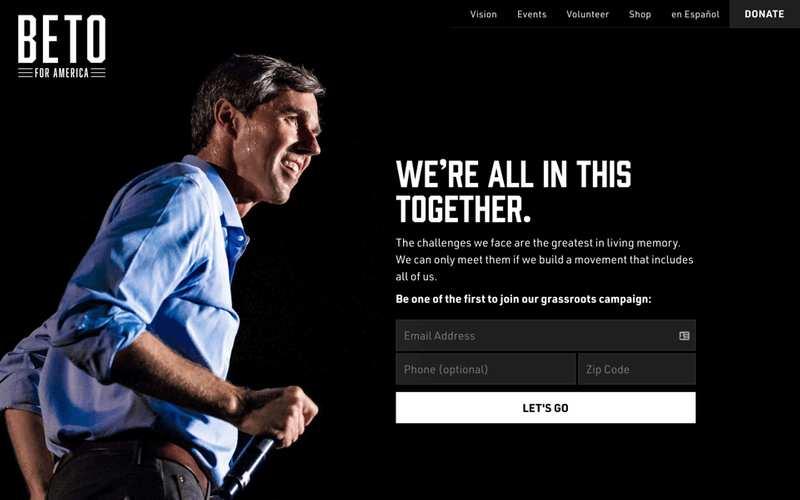 BETO
FOR AMERICA
Vision Events Volunteer Shop en Español DONATE
WE'RE ALL IN THIS
TOGETHER.
The challenges we face are the greatest in living memory.
We can only meet them if we build a movement that includes
all of us.
Be one of the first to join our grassroots campaign:
Email Address
Phone (optional) Zip Code
LET'S GO